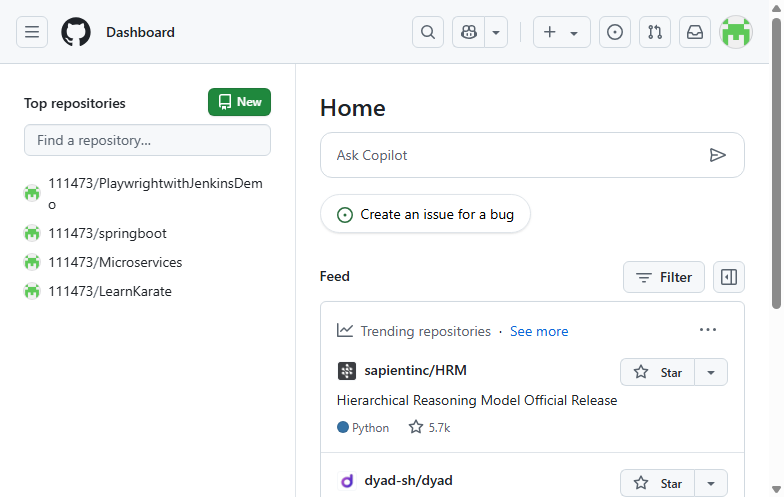 Dashboard
Top repositories
New
Find a repository...
111473/PlaywrightwithJenkinsDem
o
111473/springboot
111473/Microservices
111473/LearnKarate
Home
Ask Copilot
Create an issue for a bug
Feed
Filter
Trending repositories · See more
sapientinc/HRM
Star
Hierarchical Reasoning Model Official Release
Python
5.7k
dyad-sh/dyad
Star